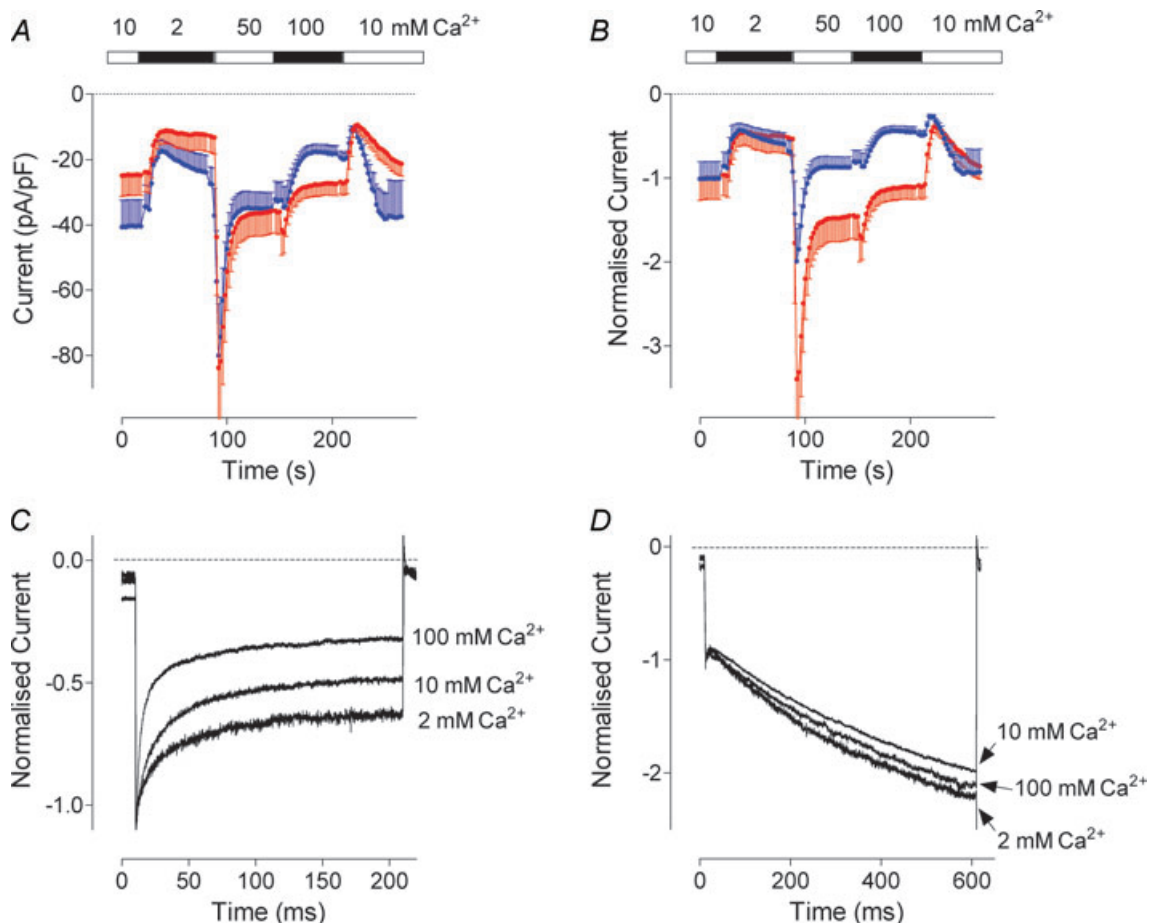 A
10 2 50 100 10 mM Ca²⁺
0
-20
-40
-60
-80
Current (pA/pF)
0 100 200
Time (s)
B
10 2 50 100 10 mM Ca²⁺
0
-1
-2
-3
Normalised Current
0 100 200
Time (s)
C
0.0
-0.5
-1.0
Normalised Current
100 mM Ca²⁺
10 mM Ca²⁺
2 mM Ca²⁺
0 50 100 150 200
Time (ms)
D
0
-1
-2
Normalised Current
10 mM Ca²⁺
100 mM Ca²⁺
2 mM Ca²⁺
0 200 400 600
Time (ms)